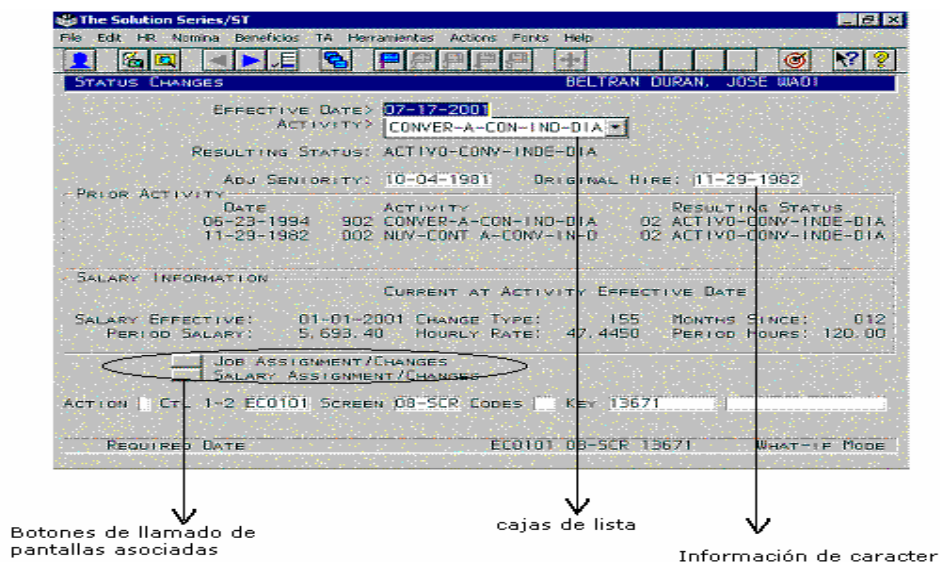 The Solution Series/ST
File Edit HR Nomina Beneficios TA Herramientas Actions Fonts Help
STATUS CHANGES BELTRAN DURAN, JOSE WADI
EFFECTIVE DATE> 07-17-2001
ACTIVITY> CONVER-A-CON-IND-DIA
RESULTING STATUS: ACTIVO-CONV-INDE-DIA
ADJ SENIORITY: 10-04-1981 ORIGINAL HIRE: 11-29-1982
PRIOR ACTIVITY
DATE ACTIVITY RESULTING STATUS
06-23-1994 902 CONVER-A-CON-IND-DIA 02 ACTIVO-CONV-INDE-DIA
11-29-1982 002 NUV-CONT A-CONV-IN-D 02 ACTIVO-CONV-INDE-DIA
SALARY INFORMATION
CURRENT AT ACTIVITY EFFECTIVE DATE
SALARY EFFECTIVE: 01-01-2001 CHANGE TYPE: 155 MONTHS SINCE: 012
PERIOD SALARY: 5,693.40 HOURLY RATE: 47.4450 PERIOD HOURS: 120.00
JOB ASSIGNMENT/CHANGES
SALARY ASSIGNMENT/CHANGES
ACTION CTL 1-2 EC0101 SCREEN 08-SCR CODES KEY 13671
REQUIRED DATE EC0101 08-SCR 13671 WHAT-IF MODE
Botones de llamado de
pantallas asociadas
cajas de lista
Información de caracter